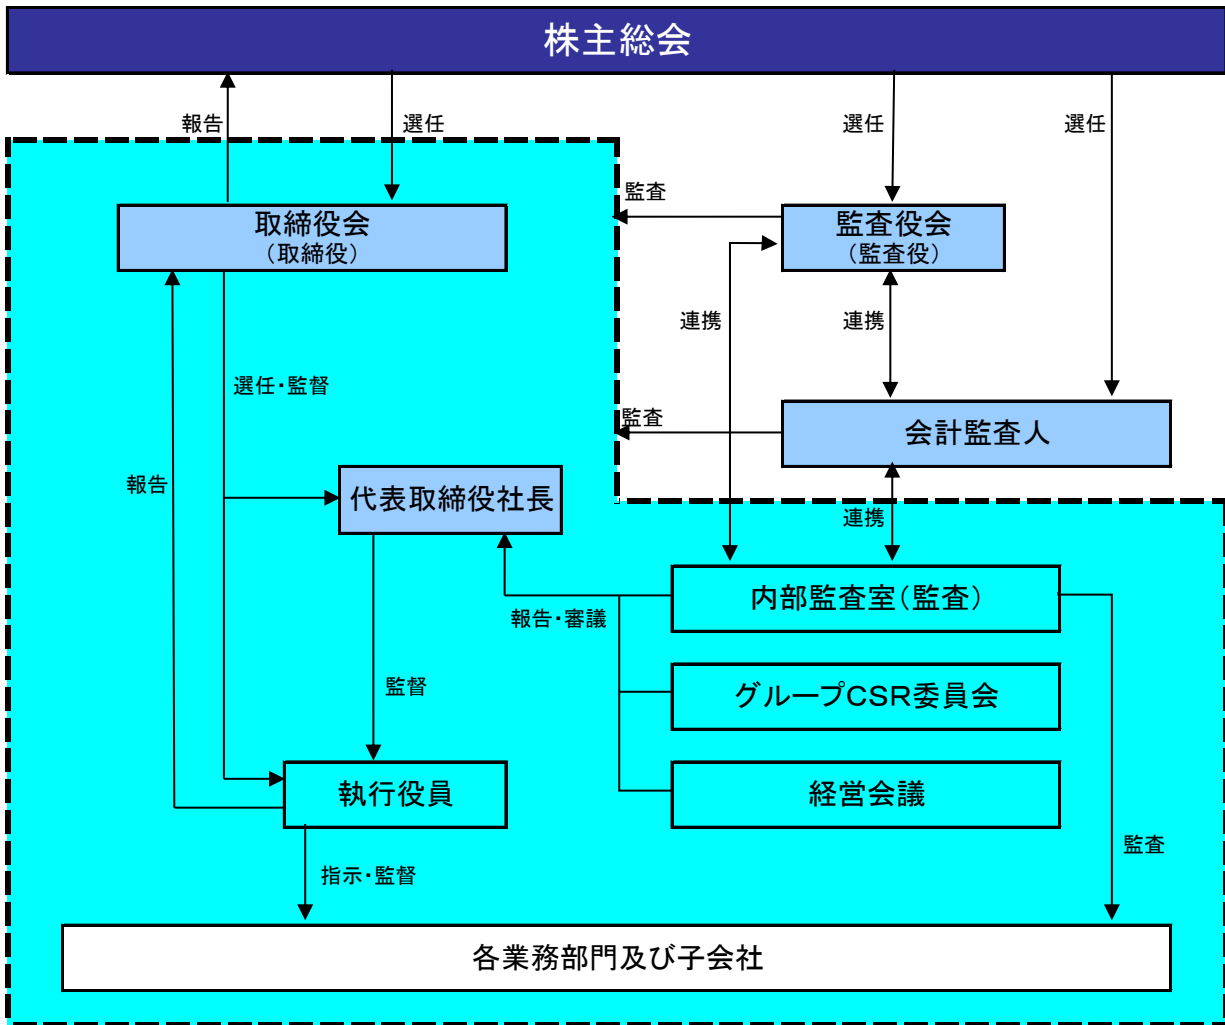 株主総会
報告
選任
選任
選任
取締役会
（取締役）
監査
監査役会
（監査役）
連携
連携
選任・監督
監査
会計監査人
報告
代表取締役社長
連携
内部監査室（監査）
報告・審議
監督
グループCSR委員会
執行役員
経営会議
監査
指示・監督
各業務部門及び子会社